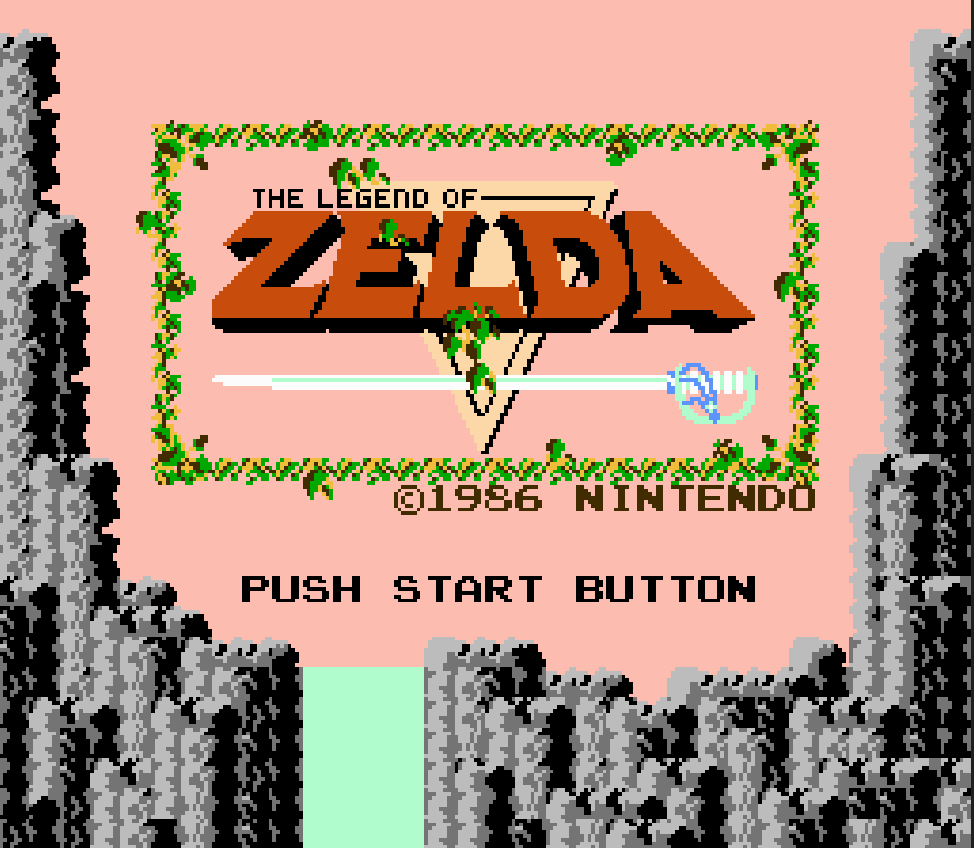 THE LEGEND OF
ZELDA
©1986 NINTENDO
PUSH START BUTTON